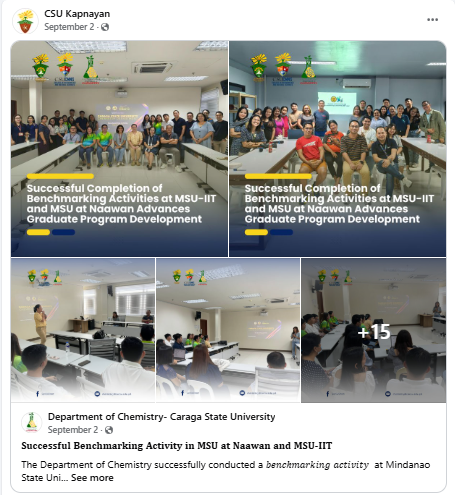 CSU Kapnayan
September 2 ·
Successful Completion of
Benchmarking Activities at MSU-IIT
and MSU at Naawan Advances
Graduate Program Development
Successful Completion of
Benchmarking Activities at MSU-IIT
and MSU at Naawan Advances
Graduate Program Development
+15
Department of Chemistry- Caraga State University
September 2 ·
Successful Benchmarking Activity in MSU at Naawan and MSU-IIT
The Department of Chemistry successfully conducted a benchmarking activity at Mindanao
State Uni... See more